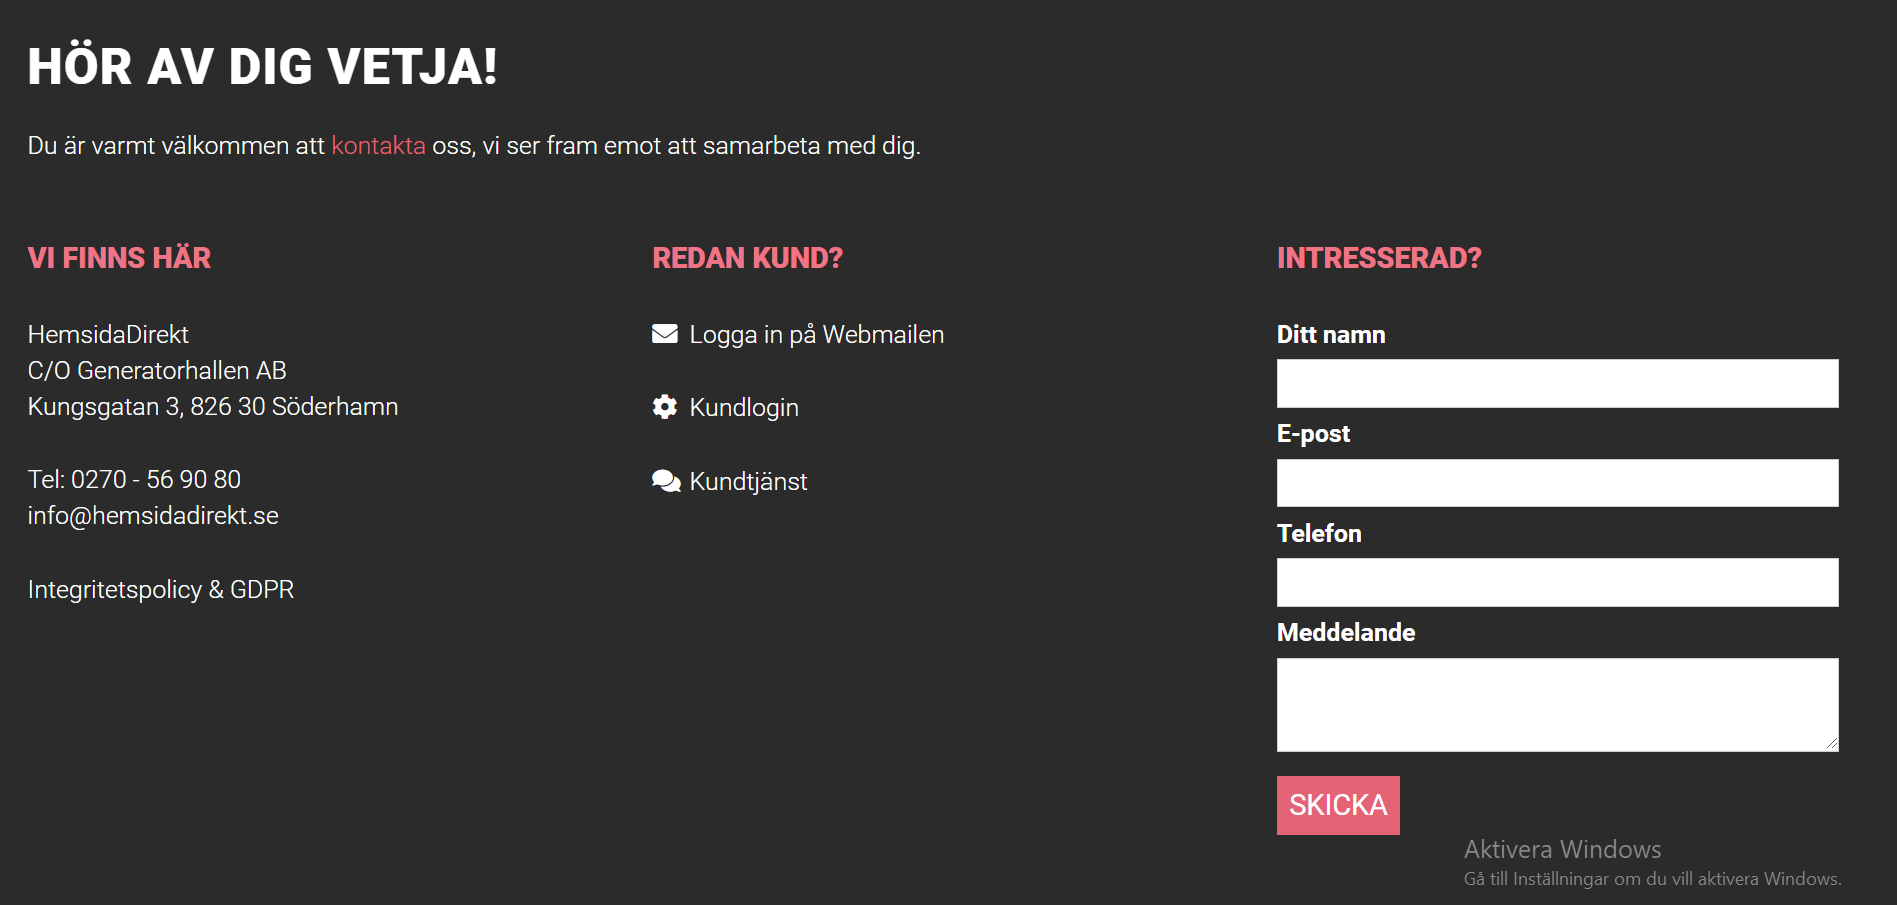 HÖR AV DIG VETJA!
Du är varmt välkommen att kontakta oss, vi ser fram emot att samarbeta med dig.
VI FINNS HÄR
HemsidaDirekt
C/O Generatorhallen AB
Kungsgatan 3, 826 30 Söderhamn
Tel: 0270 - 56 90 80
info@hemsidadirekt.se
Integritetspolicy & GDPR
REDAN KUND?
Logga in på Webmailen
Kundlogin
Kundtjänst
INTRESSERAD?
Ditt namn
E-post
Telefon
Meddelande
SKICKA
Aktivera Windows
Gå till Inställningar om du vill aktivera Windows.